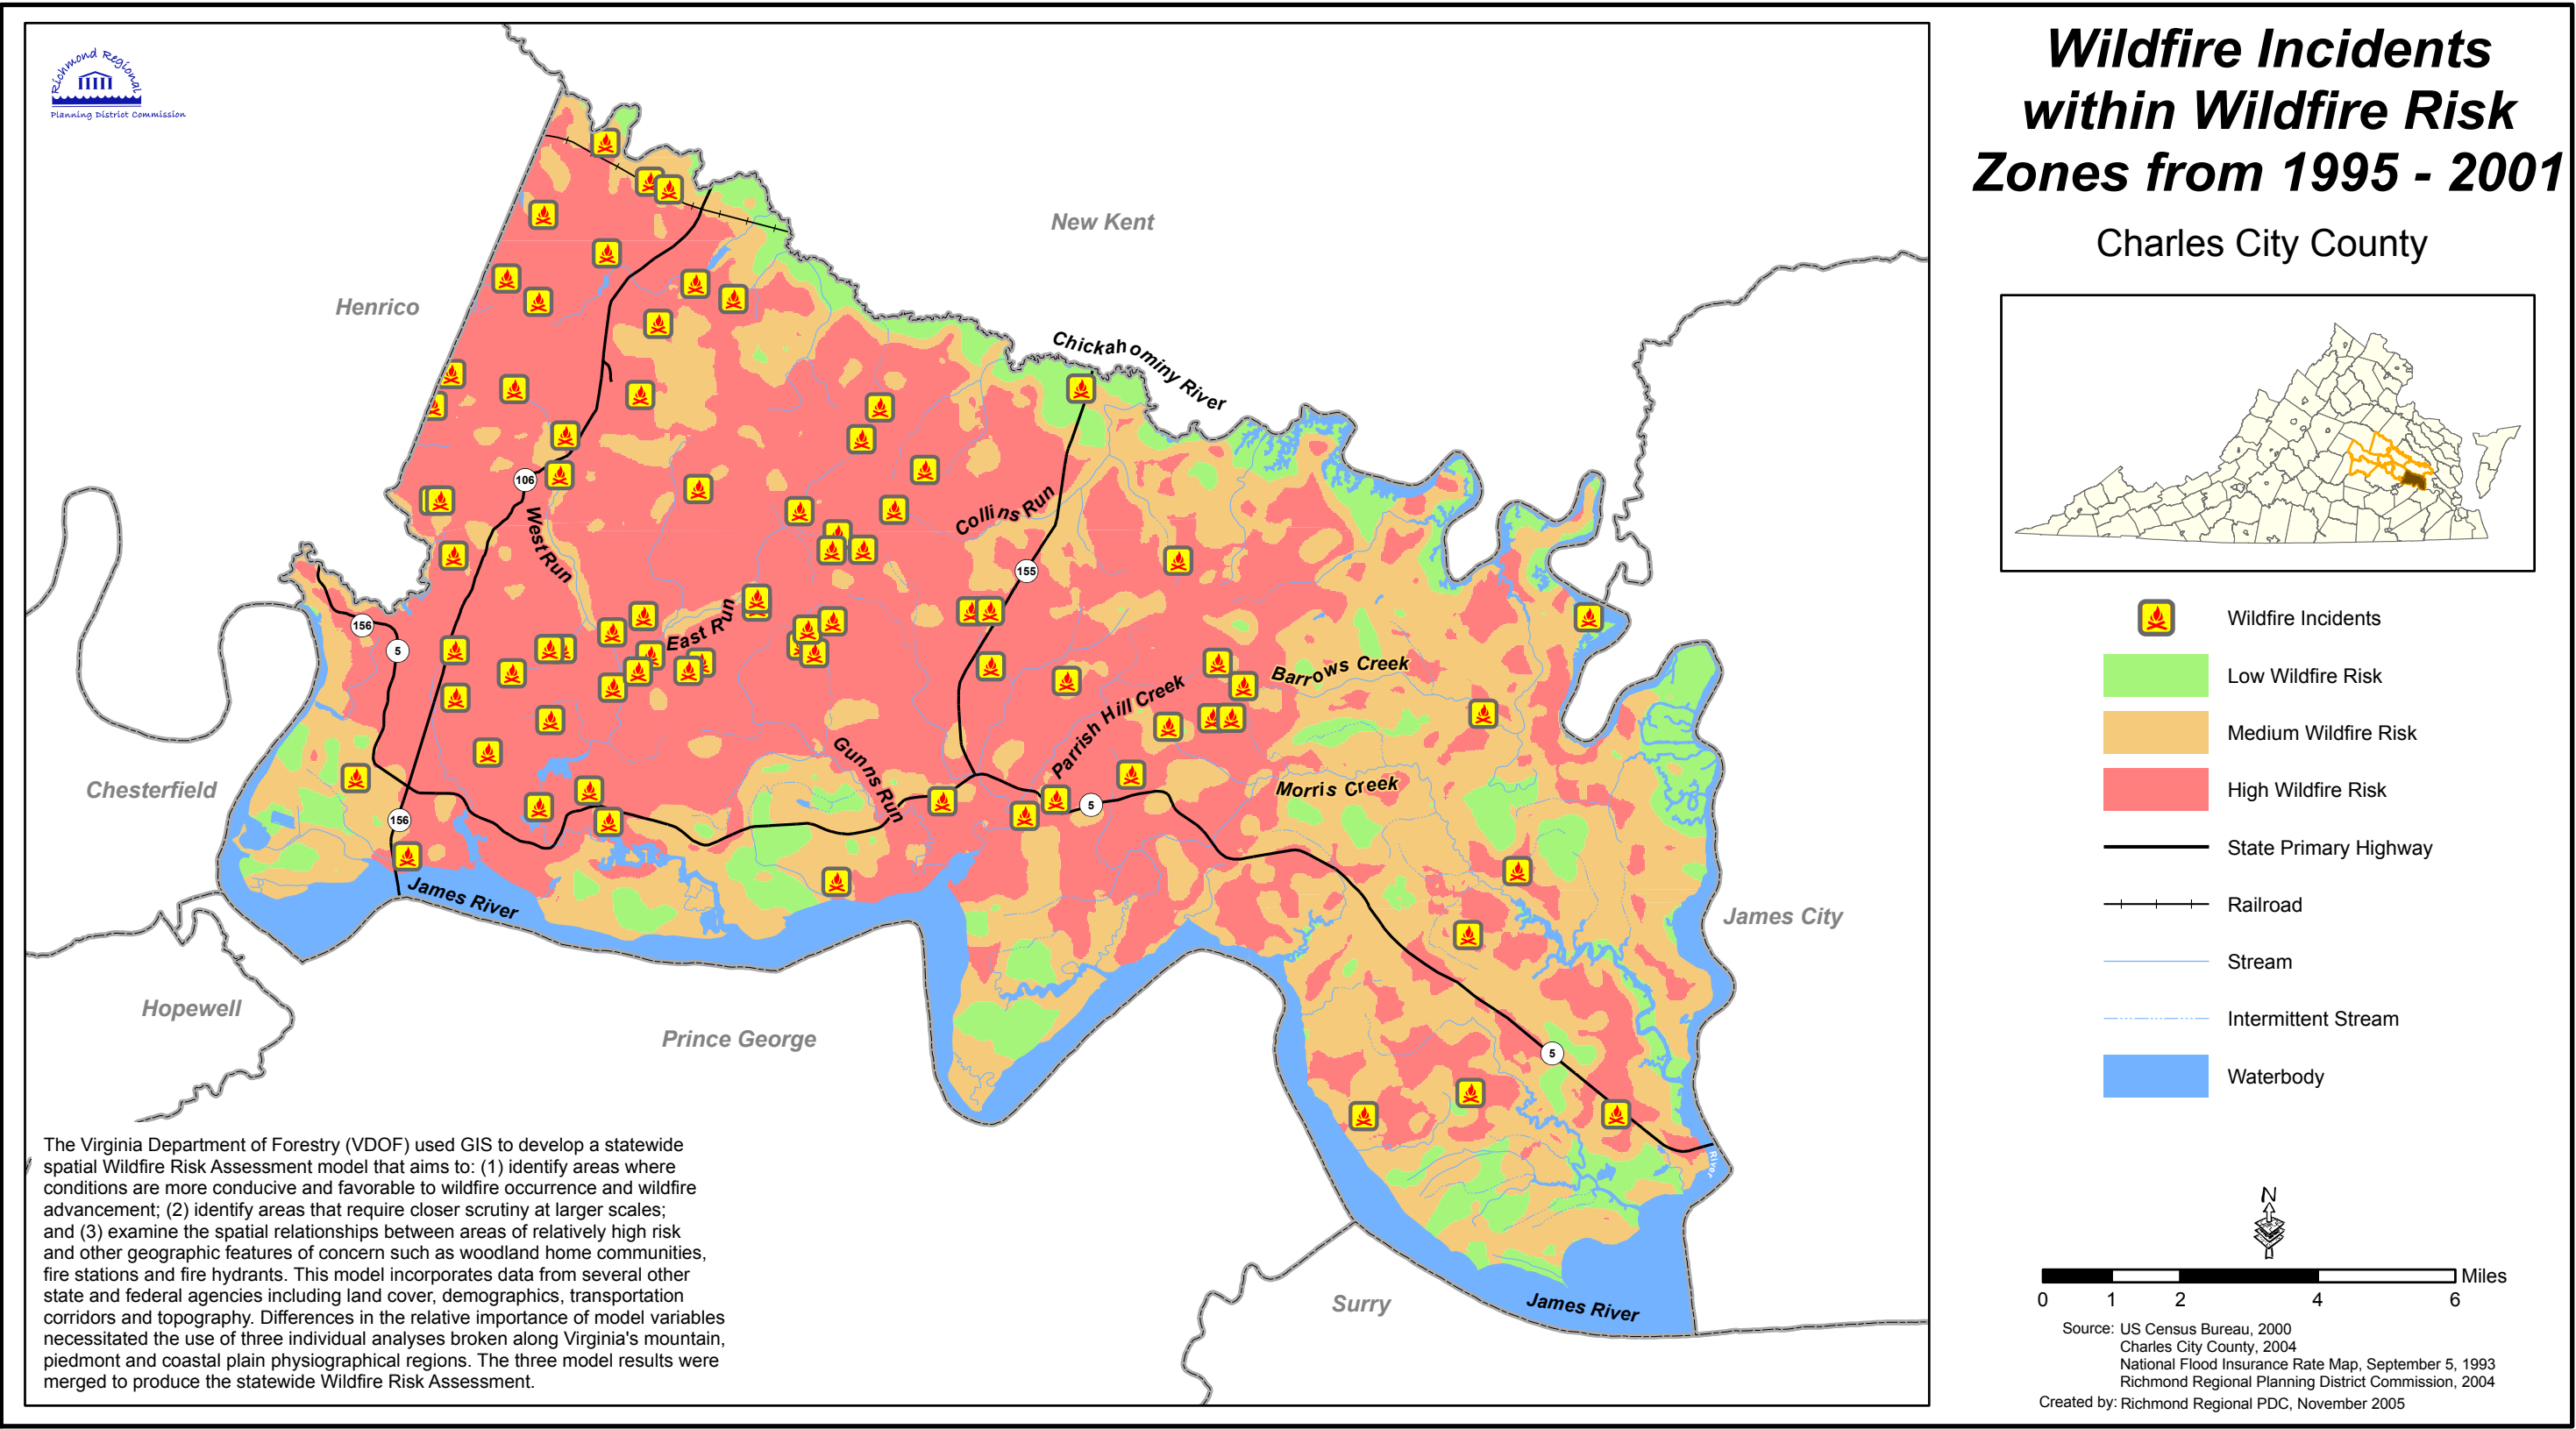 Richmond Regional
Planning District Commission
Wildfire Incidents
within Wildfire Risk
Zones from 1995 - 2001
Charles City County
New Kent
Henrico
Chickahominy River
106
West Run
Collins Run
155
156
5
East Run
Barrows Creek
Parrish Hill Creek
Gunns Run
Morris Creek
Chesterfield
156
5
James River
James City
Hopewell
Prince George
5
River
Surry
James River
The Virginia Department of Forestry (VDOF) used GIS to develop a statewide
spatial Wildfire Risk Assessment model that aims to: (1) identify areas where
conditions are more conducive and favorable to wildfire occurrence and wildfire
advancement; (2) identify areas that require closer scrutiny at larger scales;
and (3) examine the spatial relationships between areas of relatively high risk
and other geographic features of concern such as woodland home communities,
fire stations and fire hydrants. This model incorporates data from several other
state and federal agencies including land cover, demographics, transportation
corridors and topography. Differences in the relative importance of model variables
necessitated the use of three individual analyses broken along Virginia's mountain,
piedmont and coastal plain physiographical regions. The three model results were
merged to produce the statewide Wildfire Risk Assessment.
Wildfire Incidents
Low Wildfire Risk
Medium Wildfire Risk
High Wildfire Risk
State Primary Highway
Railroad
Stream
Intermittent Stream
Waterbody
N
Miles
0 1 2 4 6
Source: US Census Bureau, 2000
Charles City County, 2004
National Flood Insurance Rate Map, September 5, 1993
Richmond Regional Planning District Commission, 2004
Created by: Richmond Regional PDC, November 2005